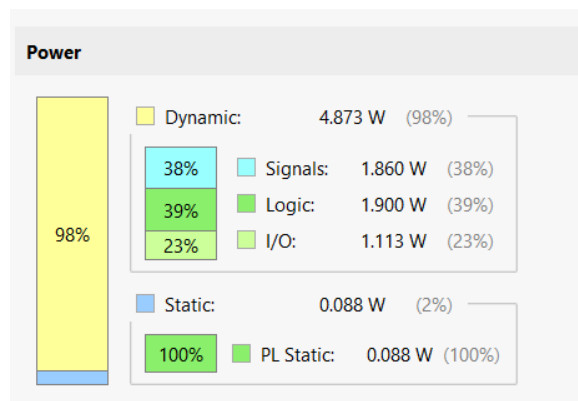 Power
Dynamic: 4.873 W (98%)
38% Signals: 1.860 W (38%)
39% Logic: 1.900 W (39%)
98%
23% I/O: 1.113 W (23%)
Static: 0.088 W (2%)
100% PL Static: 0.088 W (100%)